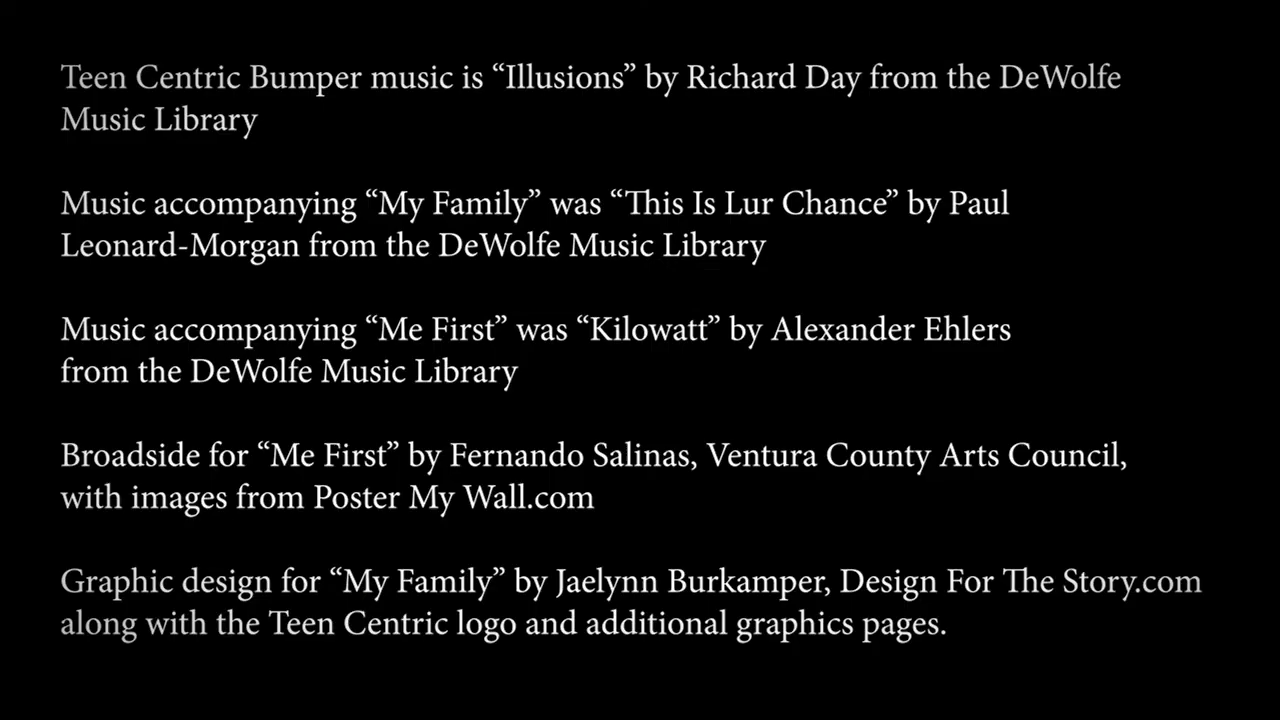 Teen Centric Bumper music is “Illusions” by Richard Day from the DeWolfe
Music Library
Music accompanying “My Family” was “This Is Lur Chance” by Paul
Leonard-Morgan from the DeWolfe Music Library
Music accompanying “Me First” was “Kilowatt” by Alexander Ehlers
from the DeWolfe Music Library
Broadside for “Me First” by Fernando Salinas, Ventura County Arts Council,
with images from Poster My Wall.com
Graphic design for “My Family” by Jaelynn Burkamper, Design For The Story.com
along with the Teen Centric logo and additional graphics pages.